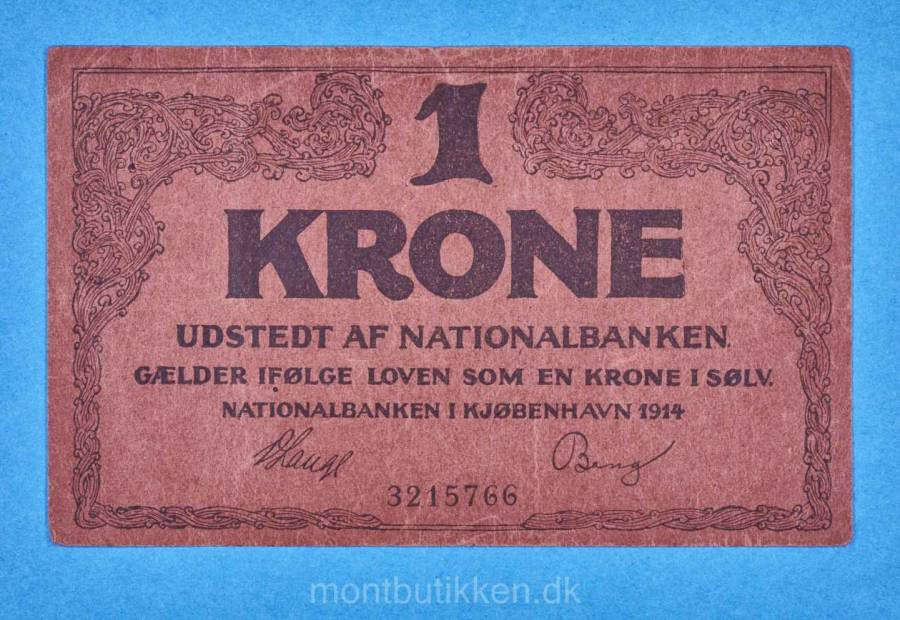 1
KRONE
UDSTEDT AF NATIONALBANKEN.
GÆLDER IFØLGE LOVEN SOM EN KRONE I SØLV.
NATIONALBANKEN I KJØBENHAVN 1914
3215766
montbutikken.dk